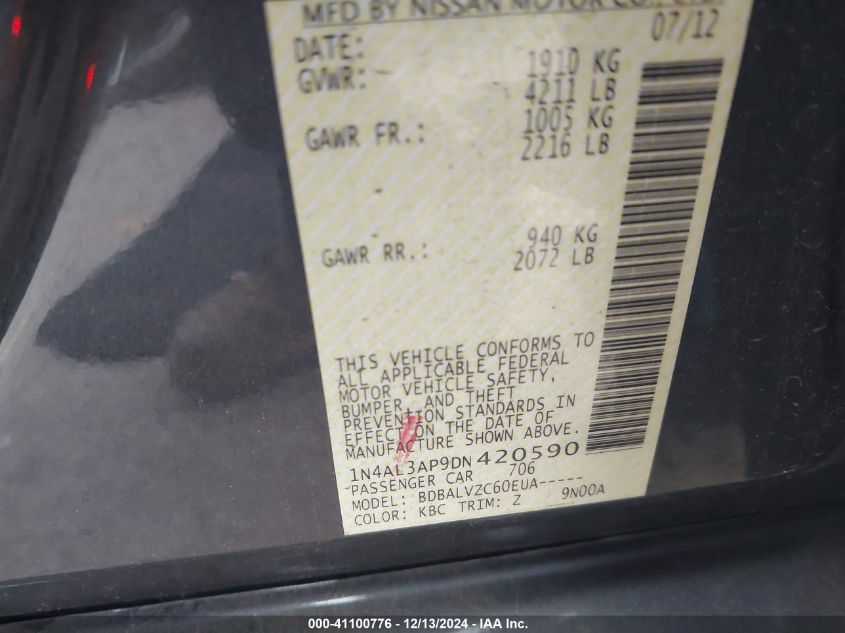 MFD BY NISSAN MOTOR CO., LTD.
DATE: 07/12
GVWR: 1910 KG
4211 LB
GAWR FR.: 1005 KG
2216 LB
GAWR RR.: 940 KG
2072 LB
THIS VEHICLE CONFORMS TO
ALL APPLICABLE FEDERAL
MOTOR VEHICLE SAFETY,
BUMPER, AND THEFT
PREVENTION STANDARDS IN
EFFECT ON THE DATE OF
MANUFACTURE SHOWN ABOVE.
1N4AL3AP9DN420590
PASSENGER CAR 706
MODEL: BDBALVZC60EUA-----
COLOR: KBC TRIM: Z 9N00A
000-41100776 - 12/13/2024 - IAA Inc.